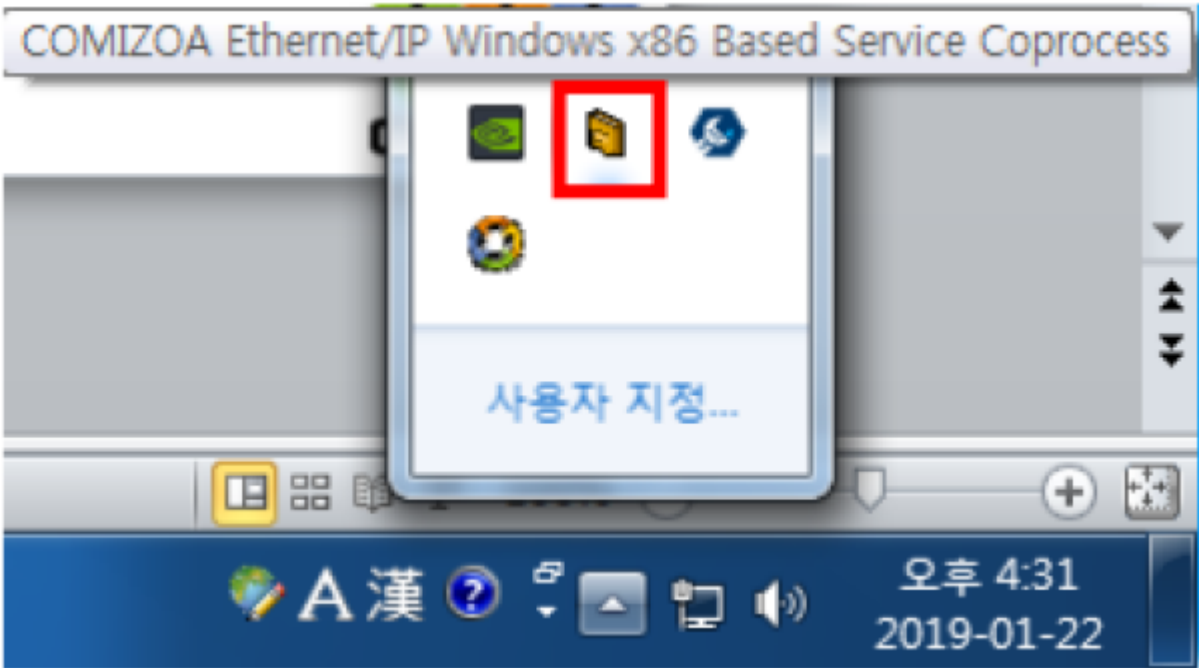 COMIZOA Ethernet/IP Windows x86 Based Service Coprocess
사용자 지정...
A 漢 ?
오후 4:31
2019-01-22